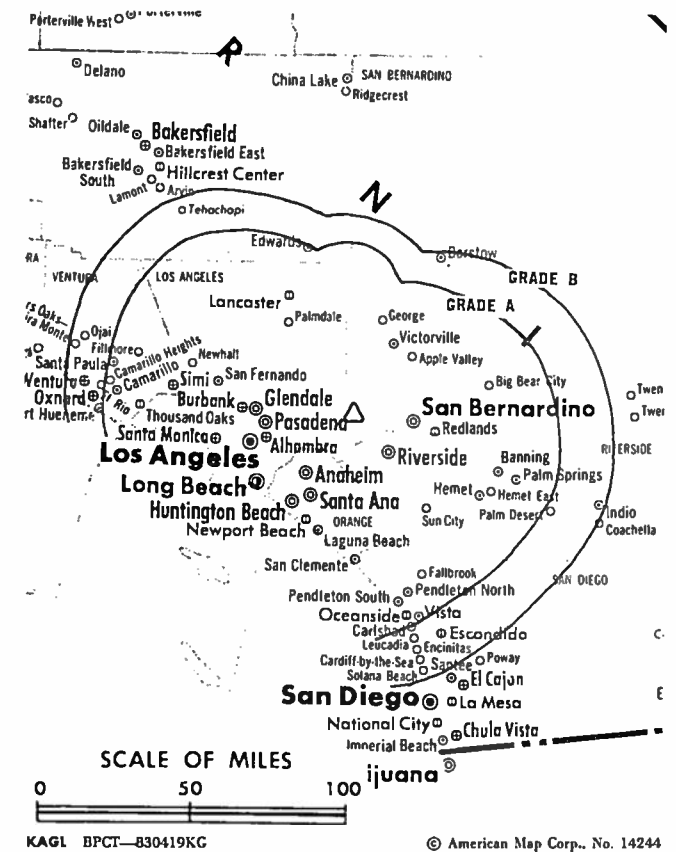 Porterville West
Delano
China Lake
SAN BERNARDINO
Ridgecrest
asco
Shafter
Oildale
Bakersfield
Bakersfield East
Bakersfield
South
Hillcrest Center
Lamont
Arvin
Tehachopi
Edwards
Barstow
RA
VENTURA
LOS ANGELES
GRADE B
GRADE A
Lancaster
Palmdale
George
Victorville
Apple Valley
Ojai
Fillmore
Newhall
Camarillo Heights
Santa Paula
Camarillo
Simi
San Fernando
Big Bear City
Ventura
Oxnard
El Rio
Burbank
Glendale
Twen
Twen
rt Hueneme
Thousand Oaks
Pasadena
San Bernardino
Redlands
Santa Monica
Alhambra
Los Angeles
Riverside
Banning
RIVERSIDE
Anaheim
Palm Springs
Long Beach
Hemet
Hemet East
Santa Ana
Huntington Beach
Sun City
Palm Desert
Indio
Newport Beach
ORANGE
Coachella
Laguna Beach
San Clemente
Fallbrook
SAN DIEGO
Pendleton South
Pendleton North
Oceanside
Vista
Carlsbad
Escondido
Leucadia
Encinitas
Cardiff-by-the-Sea
Santee
Poway
Solana Beach
El Cajon
San Diego
La Mesa
National City
Chula Vista
Imperial Beach
ijuana
SCALE OF MILES
0 50 100
KAGL BPCT—830419KG
© American Map Corp., No. 14244